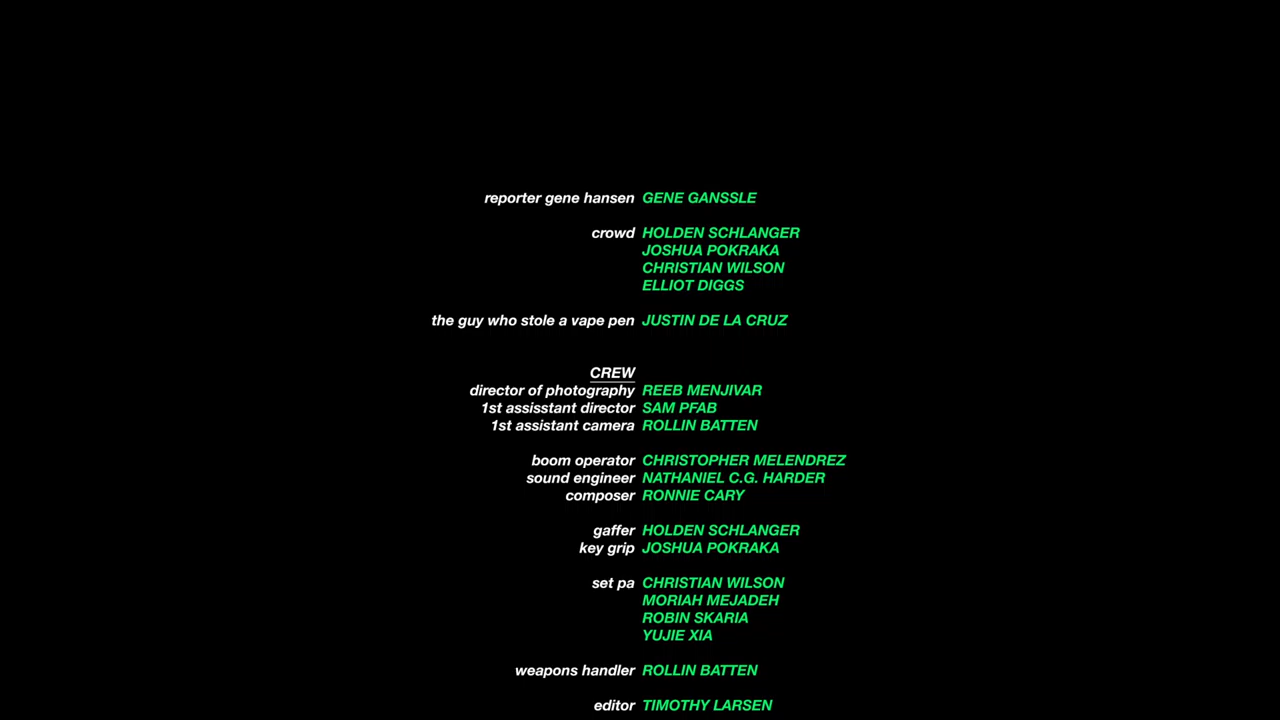 reporter gene hansen GENE GANSSLE
crowd HOLDEN SCHLANGER
JOSHUA POKRAKA
CHRISTIAN WILSON
ELLIOT DIGGS
the guy who stole a vape pen JUSTIN DE LA CRUZ
CREW
director of photography REEB MENJIVAR
1st assisstant director SAM PFAB
1st assistant camera ROLLIN BATTEN
boom operator CHRISTOPHER MELENDREZ
sound engineer NATHANIEL C.G. HARDER
composer RONNIE CARY
gaffer HOLDEN SCHLANGER
key grip JOSHUA POKRAKA
set pa CHRISTIAN WILSON
MORIAH MEJADEH
ROBIN SKARIA
YUJIE XIA
weapons handler ROLLIN BATTEN
editor TIMOTHY LARSEN